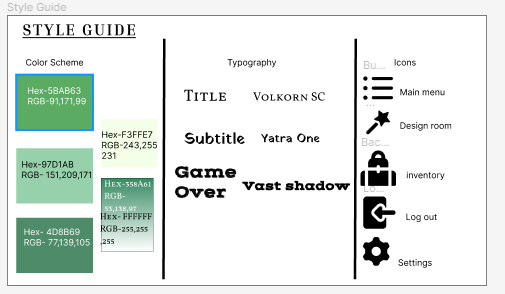 Style Guide
STYLE GUIDE
Color Scheme
Hex-5BAB63
RGB-91,171,99
Hex-F3FFE7
RGB-243,255
231
Hex-97D1AB
RGB- 151,209,171
Hex-358A61
RGB-
53,138,97
Hex- FFFFFF
RGB-255,255
,255
Hex- 4D8B69
RGB- 77,139,105
Typography
Title
Volkorn SC
Subtitle
Yatra One
Game
Over
Vast shadow
Icons
Bu...
Main menu
...
Design room
Bac...
inventory
Lo...
Log out
Settings